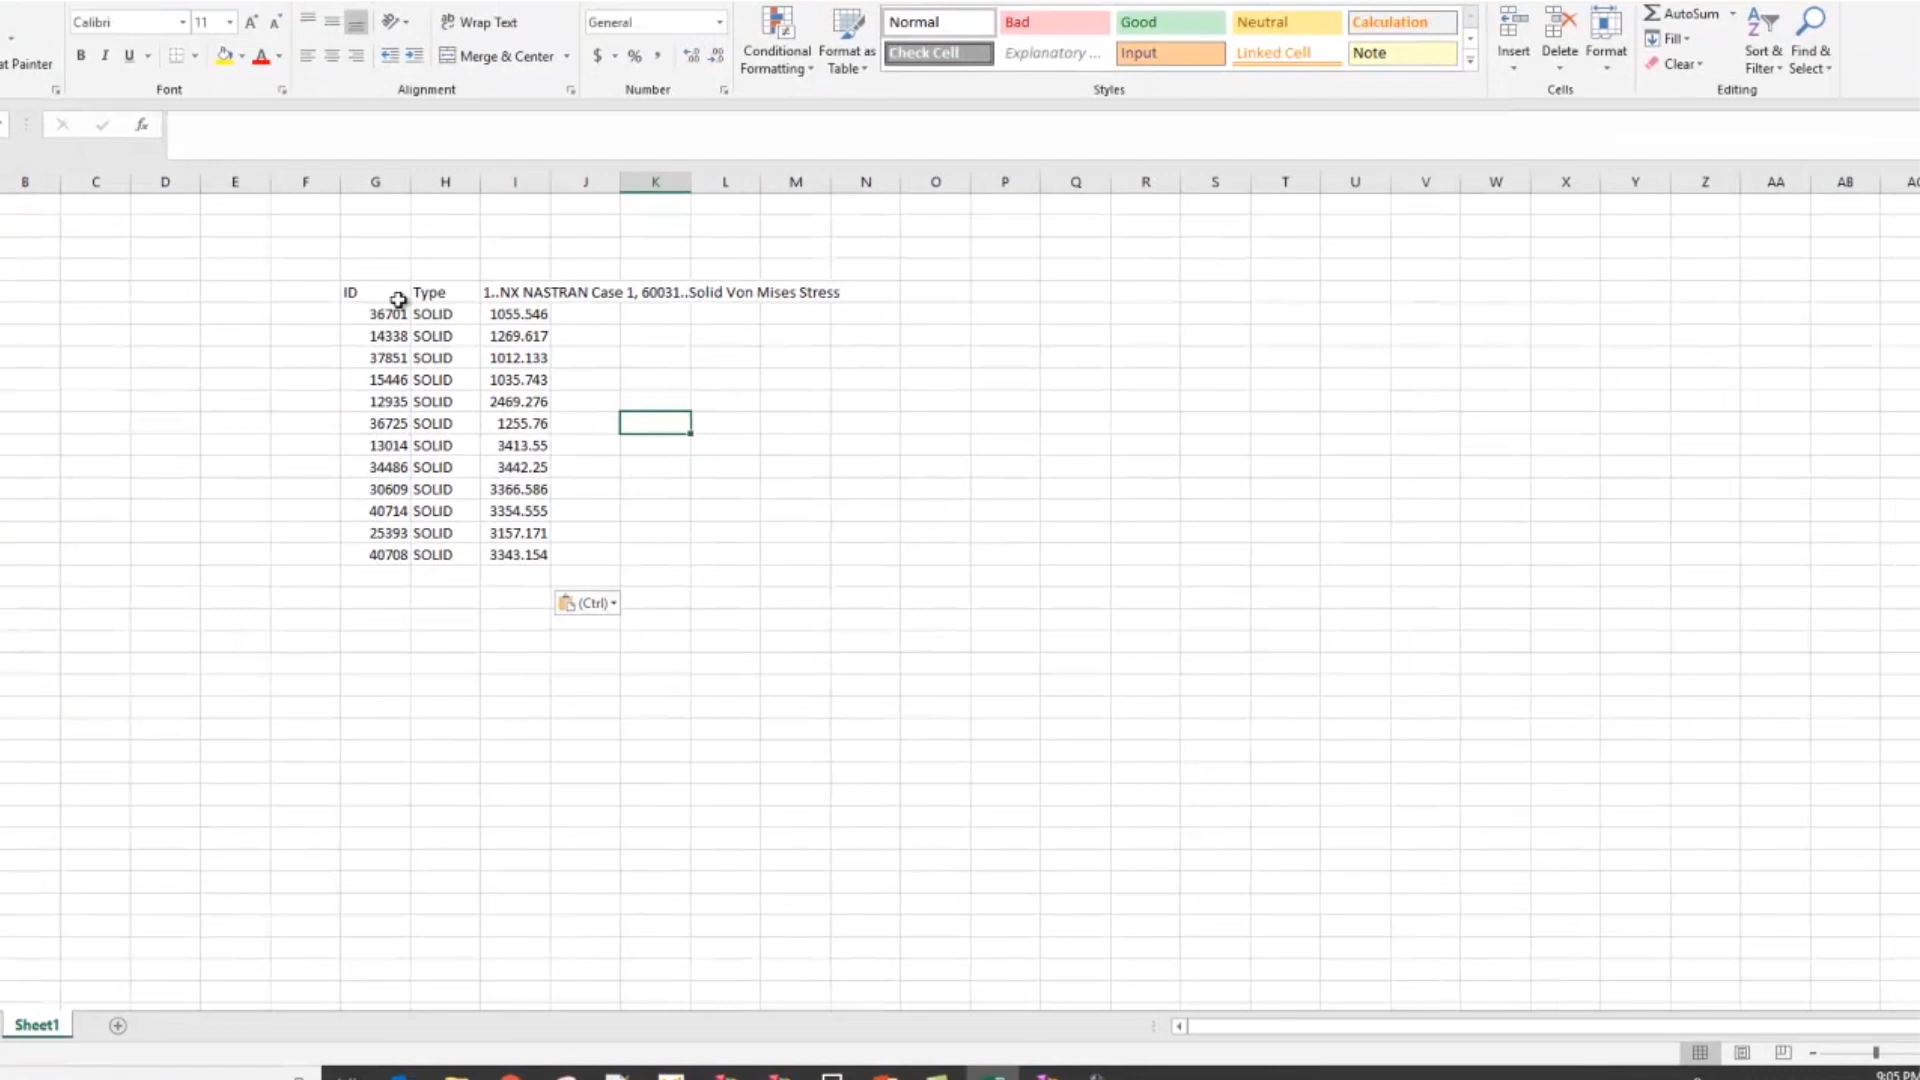 Calibri 11 Wrap Text General Conditional Formatting Format as Table Normal Bad Good Neutral Calculation Insert Delete Format AutoSum Sort & Filter Find & Select
at Painter B I U Merge & Center $ % , Check Cell Explanatory ... Input Linked Cell Note Fill Clear
Font Alignment Number Styles Cells Editing
fx
B C D E F G H I J K L M N O P Q R S T U V W X Y Z AA AB AC
ID Type 1..NX NASTRAN Case 1, 60031..Solid Von Mises Stress
36701 SOLID 1055.546
14338 SOLID 1269.617
37851 SOLID 1012.133
15446 SOLID 1035.743
12935 SOLID 2469.276
36725 SOLID 1255.76
13014 SOLID 3413.55
34486 SOLID 3442.25
30609 SOLID 3366.586
40714 SOLID 3354.555
25393 SOLID 3157.171
40708 SOLID 3343.154
(Ctrl)
Sheet1
9:05 PM